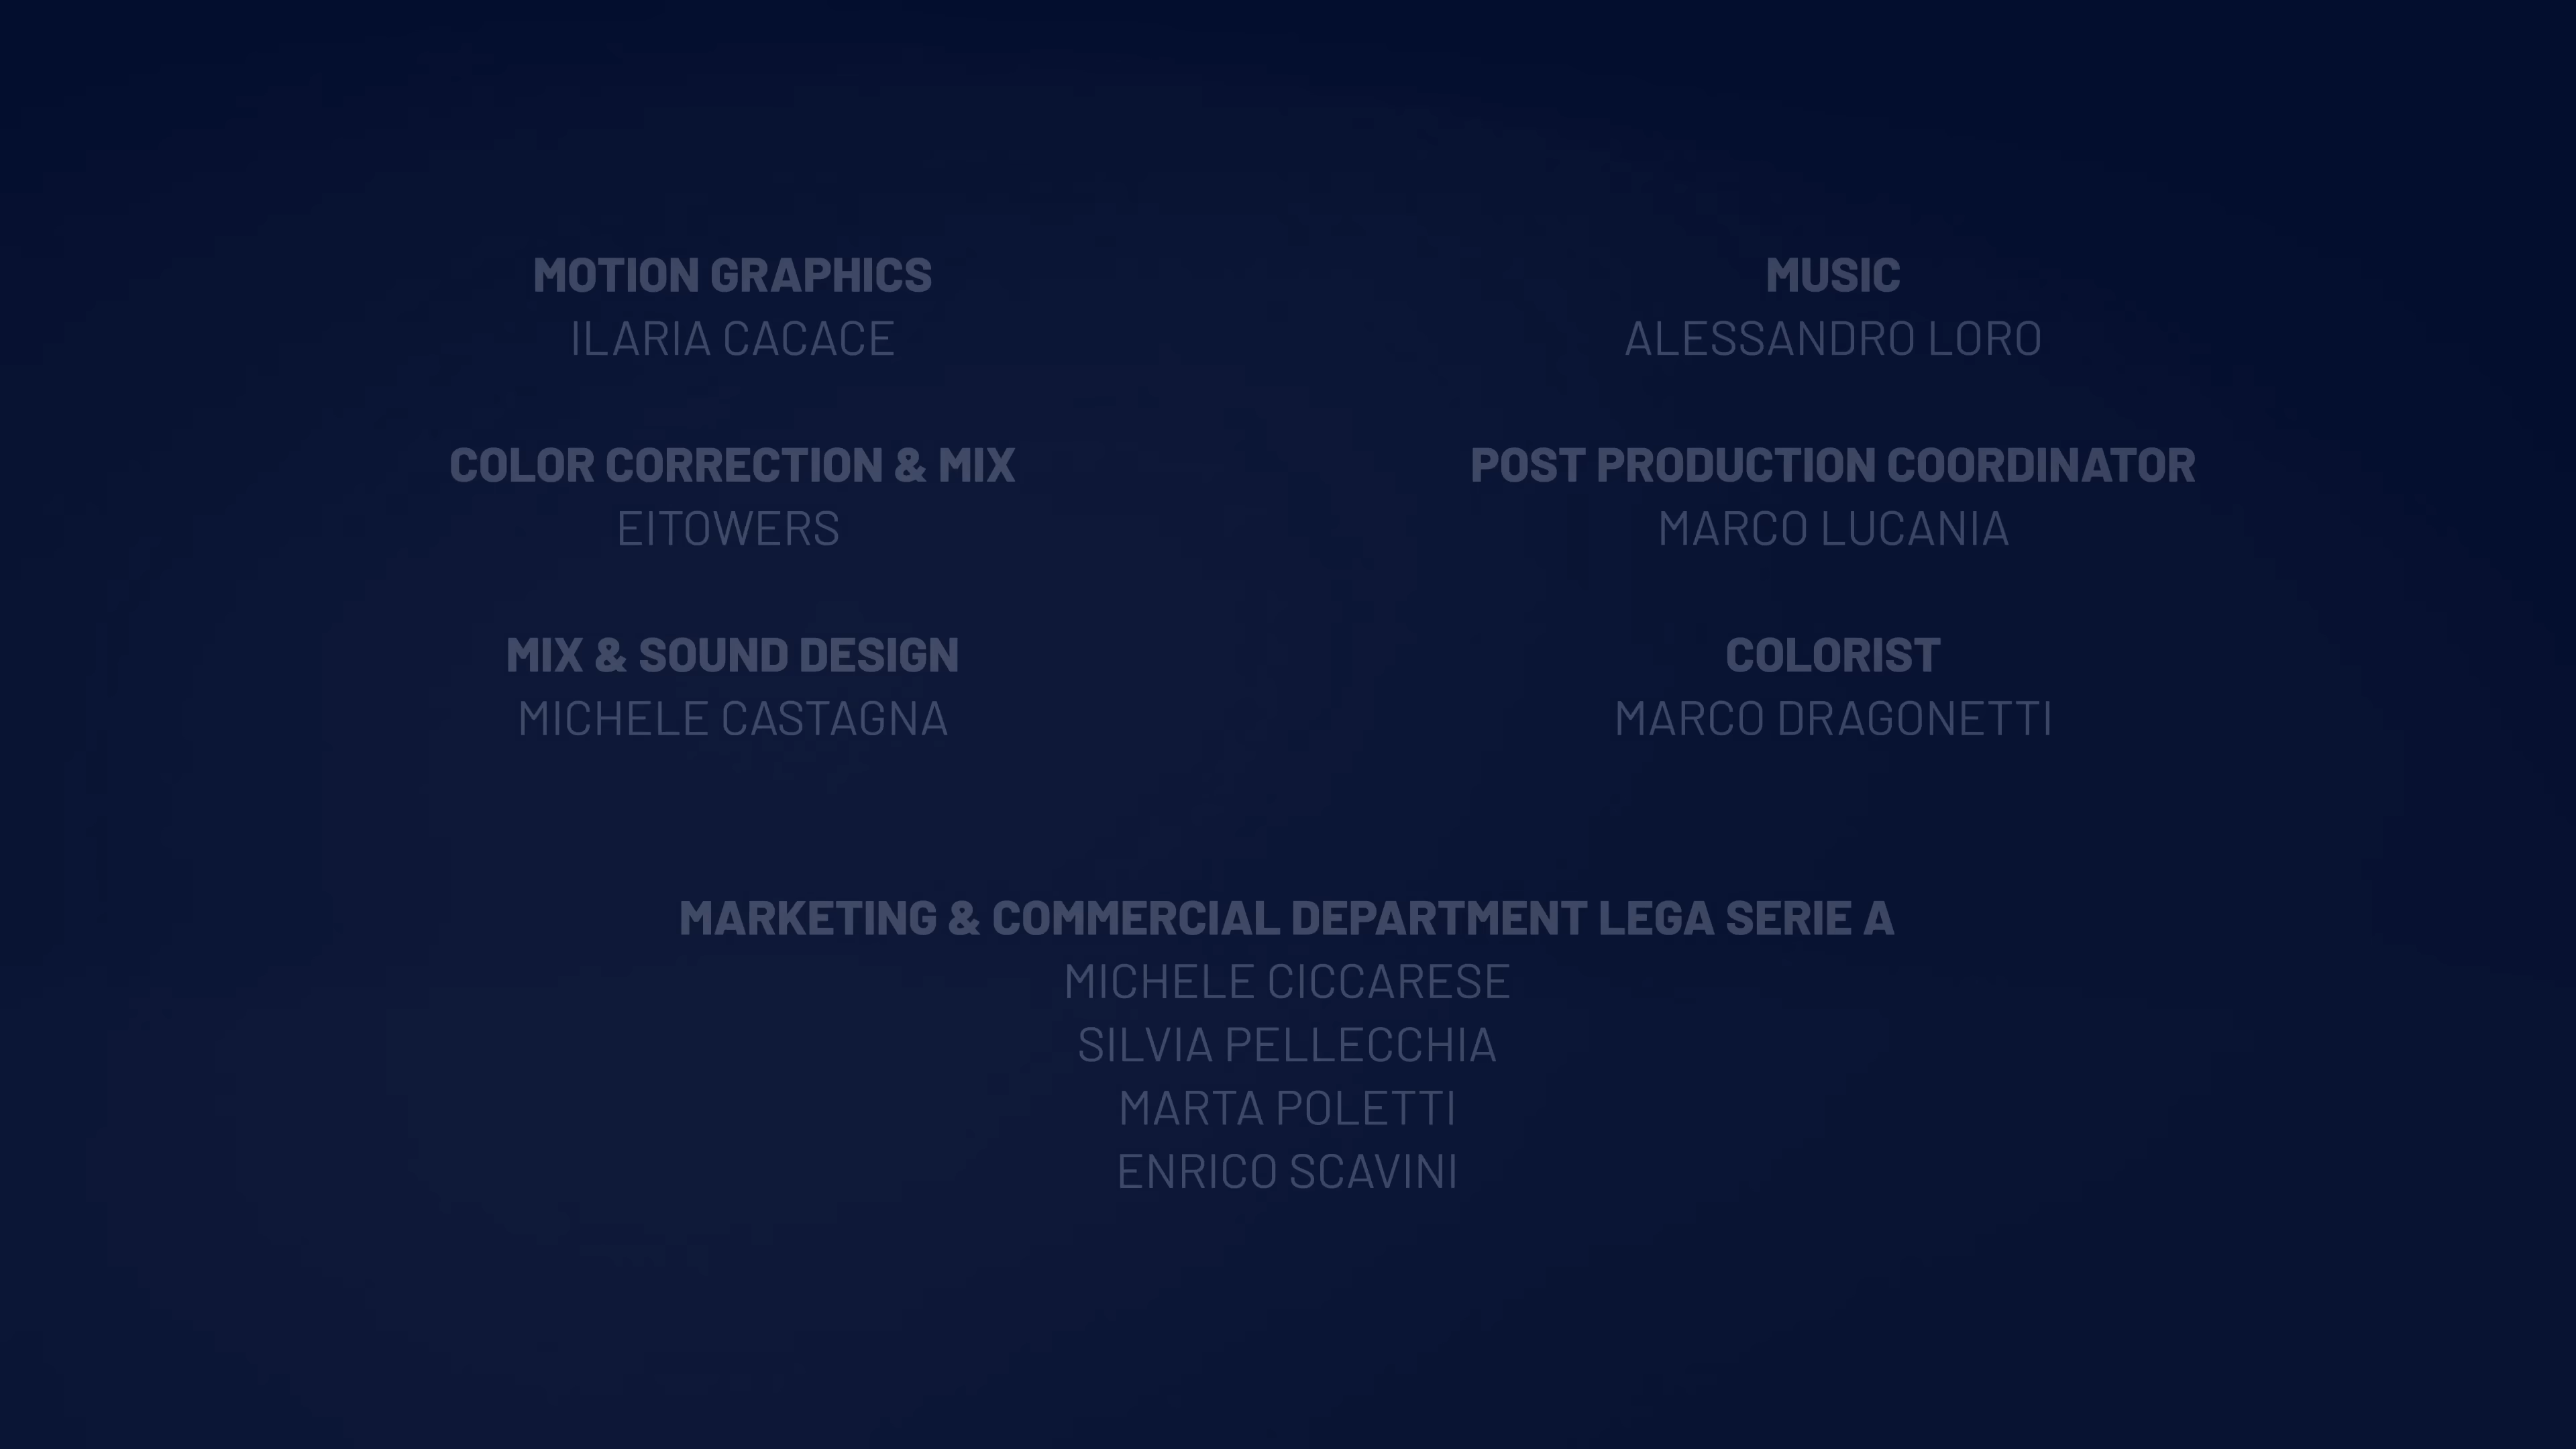 MOTION GRAPHICS
ILARIA CACACE
MUSIC
ALESSANDRO LORO
COLOR CORRECTION & MIX
EITOWERS
POST PRODUCTION COORDINATOR
MARCO LUCANIA
MIX & SOUND DESIGN
MICHELE CASTAGNA
COLORIST
MARCO DRAGONETTI
MARKETING & COMMERCIAL DEPARTMENT LEGA SERIE A
MICHELE CICCARESE
SILVIA PELLECCHIA
MARTA POLETTI
ENRICO SCAVINI